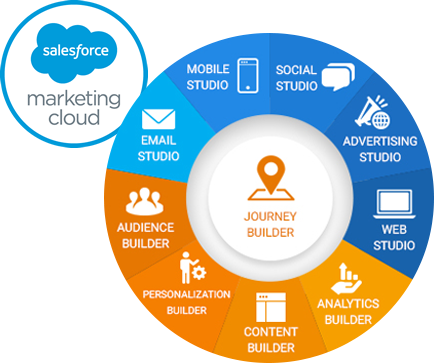 salesforce
marketing
cloud
MOBILE
STUDIO
SOCIAL
STUDIO
ADVERTISING
STUDIO
WEB
STUDIO
ANALYTICS
BUILDER
CONTENT
BUILDER
PERSONALIZATION
BUILDER
AUDIENCE
BUILDER
EMAIL
STUDIO
JOURNEY
BUILDER